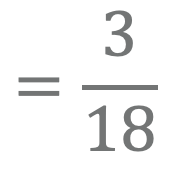 = 3/18